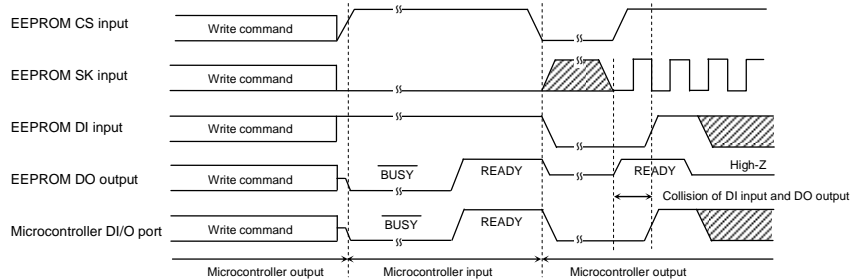 EEPROM CS input
Write command
EEPROM SK input
Write command
EEPROM DI input
Write command
EEPROM DO output
Write command
BUSY
READY
READY
High-Z
Collision of DI input and DO output
Microcontroller DI/O port
Write command
BUSY
READY
Microcontroller output
Microcontroller input
Microcontroller output